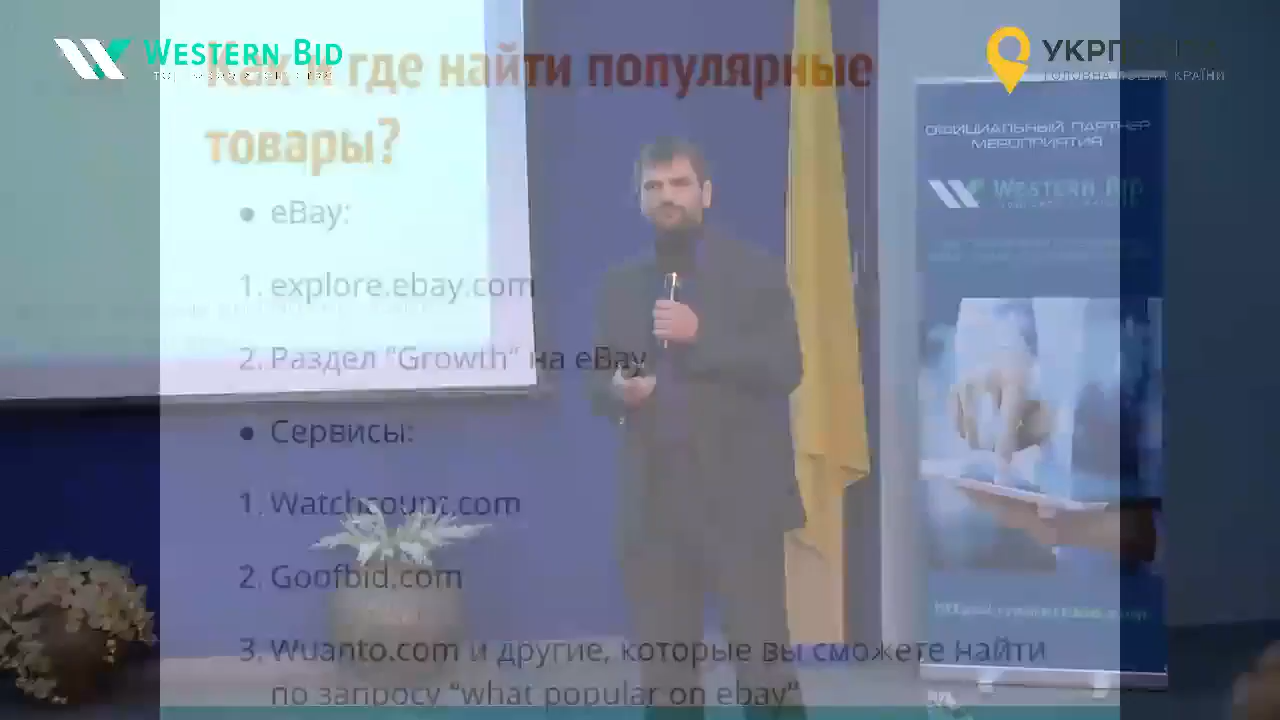 WESTERN BID
УКРПОШТА
ГОЛОВНА ПОШТА КРАЇНИ
Как и где найти популярные
товары?
ОФИЦИАЛЬНЫЙ ПАРТНЕР
МЕРОПРИЯТИЯ
WESTERN BID
● eBay:
1. explore.ebay.com
2. Раздел “Growth” на eBay
● Сервисы:
1. Watchcount.com
2. Goofbid.com
3. Wuanto.com и другие, которые вы сможете найти
по запросу “what popular on ebay”